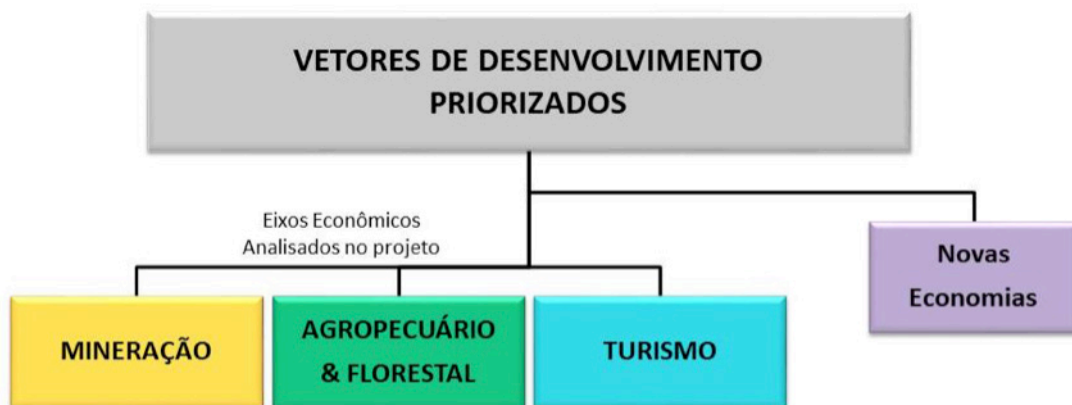 VETORES DE DESENVOLVIMENTO
PRIORIZADOS
Eixos Econômicos
Analisados no projeto
Novas
Economias
MINERAÇÃO
AGROPECUÁRIO
& FLORESTAL
TURISMO